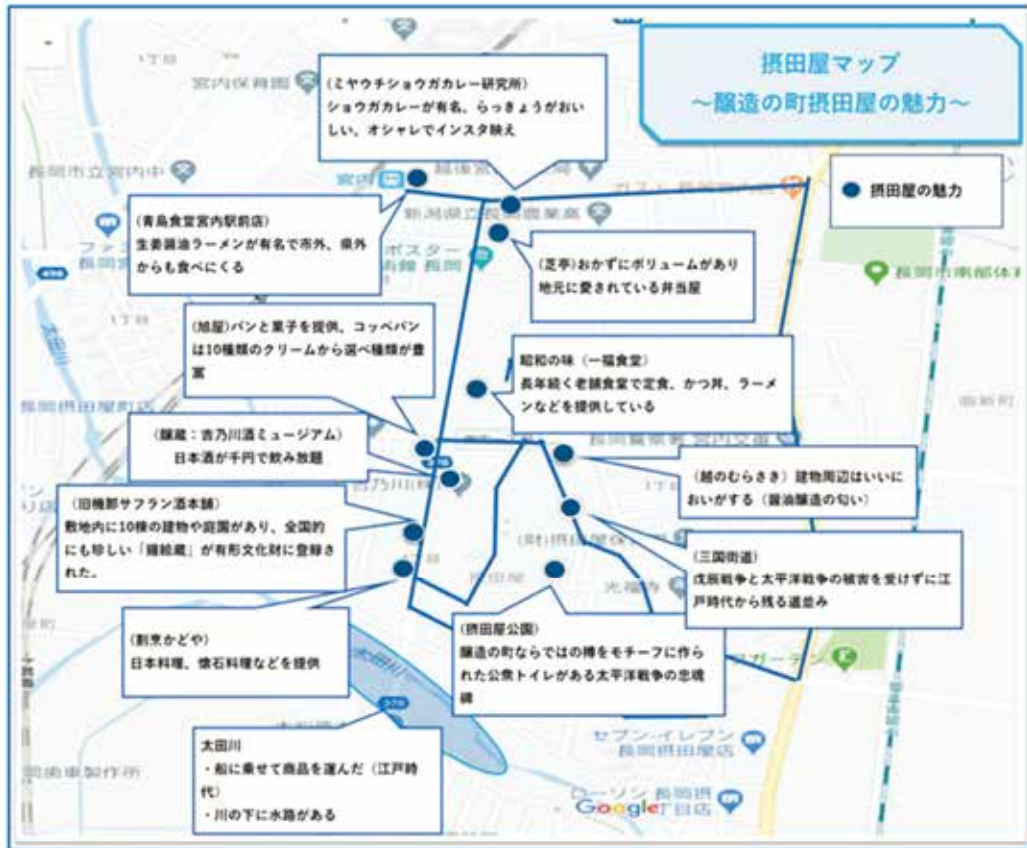 摂田屋マップ
～醸造の町摂田屋の魅力～
摂田屋の魅力
(ミヤウチショウガカレー研究所)
ショウガカレーが有名、らっきょうがおい
しい、オシャレでインスタ映え
(青島食堂宮内駅前店)
生姜醤油ラーメンが有名で市外、県外
からも食べにくる
(芝亭)おかずにボリュームがあり
地元に愛されている弁当屋
(旭屋)パンと菓子を提供、コッペパン
は10種類のクリームから選べ種類が豊
富
昭和の味（一福食堂）
長年続く老舗食堂で定食、かつ丼、ラーメ
ンなどを提供している
（醸蔵：吉乃川酒ミュージアム）
日本酒が千円で飲み放題
（越のむらさき）建物周辺はいいに
おいがする（醤油醸造の匂い）
（旧機那サフラン酒本舗）
敷地内に10棟の建物や庭園があり、全国的
にも珍しい「鏝絵蔵」が有形文化財に登録さ
れた。
(三国街道)
戊辰戦争と太平洋戦争の被害を受けずに江
戸時代から残る道並み
(割烹かどや)
日本料理、懐石料理などを提供
(摂田屋公園)
醸造の町ならではの樽をモチーフに作ら
れた公衆トイレがある太平洋戦争の忠魂
碑
太田川
・船に乗せて商品を運んだ（江戸時
代）
・川の下に水路がある
宮内保育園
長岡市立宮内中
宮内
1丁目
太田川
光福寺
セブン-イレブン
長岡摂田屋店
ローソン 長岡摂
Google